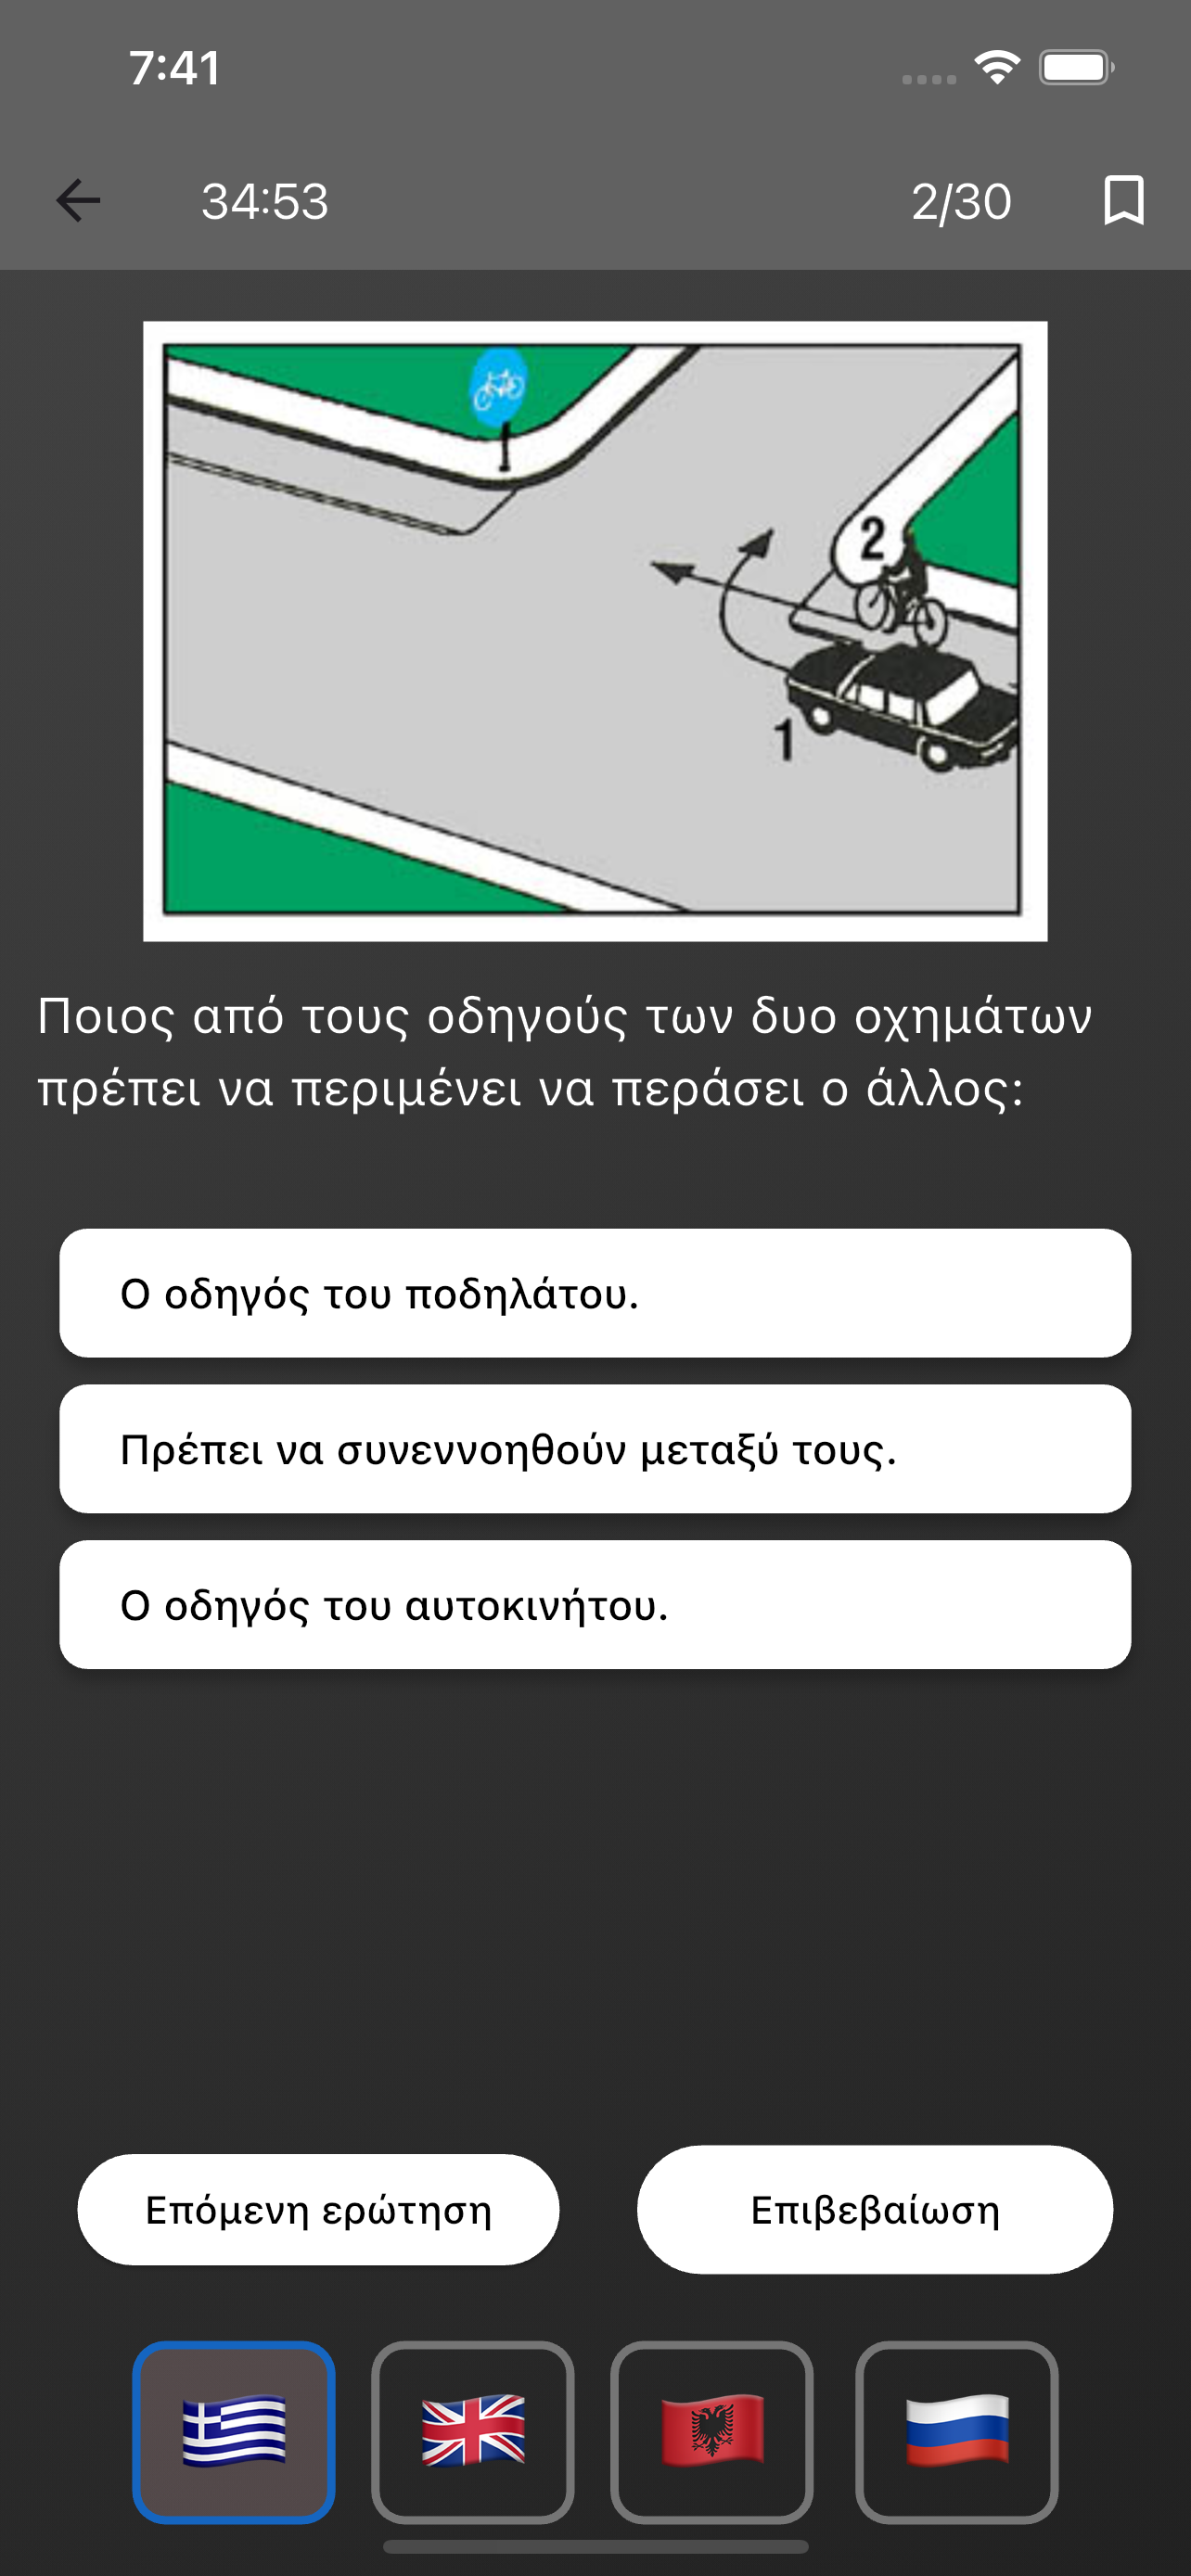 7:41
34:53
2/30
2
1
Ποιος από τους οδηγούς των δυο οχημάτων
πρέπει να περιμένει να περάσει ο άλλος:
Ο οδηγός του ποδηλάτου.
Πρέπει να συνεννοηθούν μεταξύ τους.
Ο οδηγός του αυτοκινήτου.
Επόμενη ερώτηση
Επιβεβαίωση